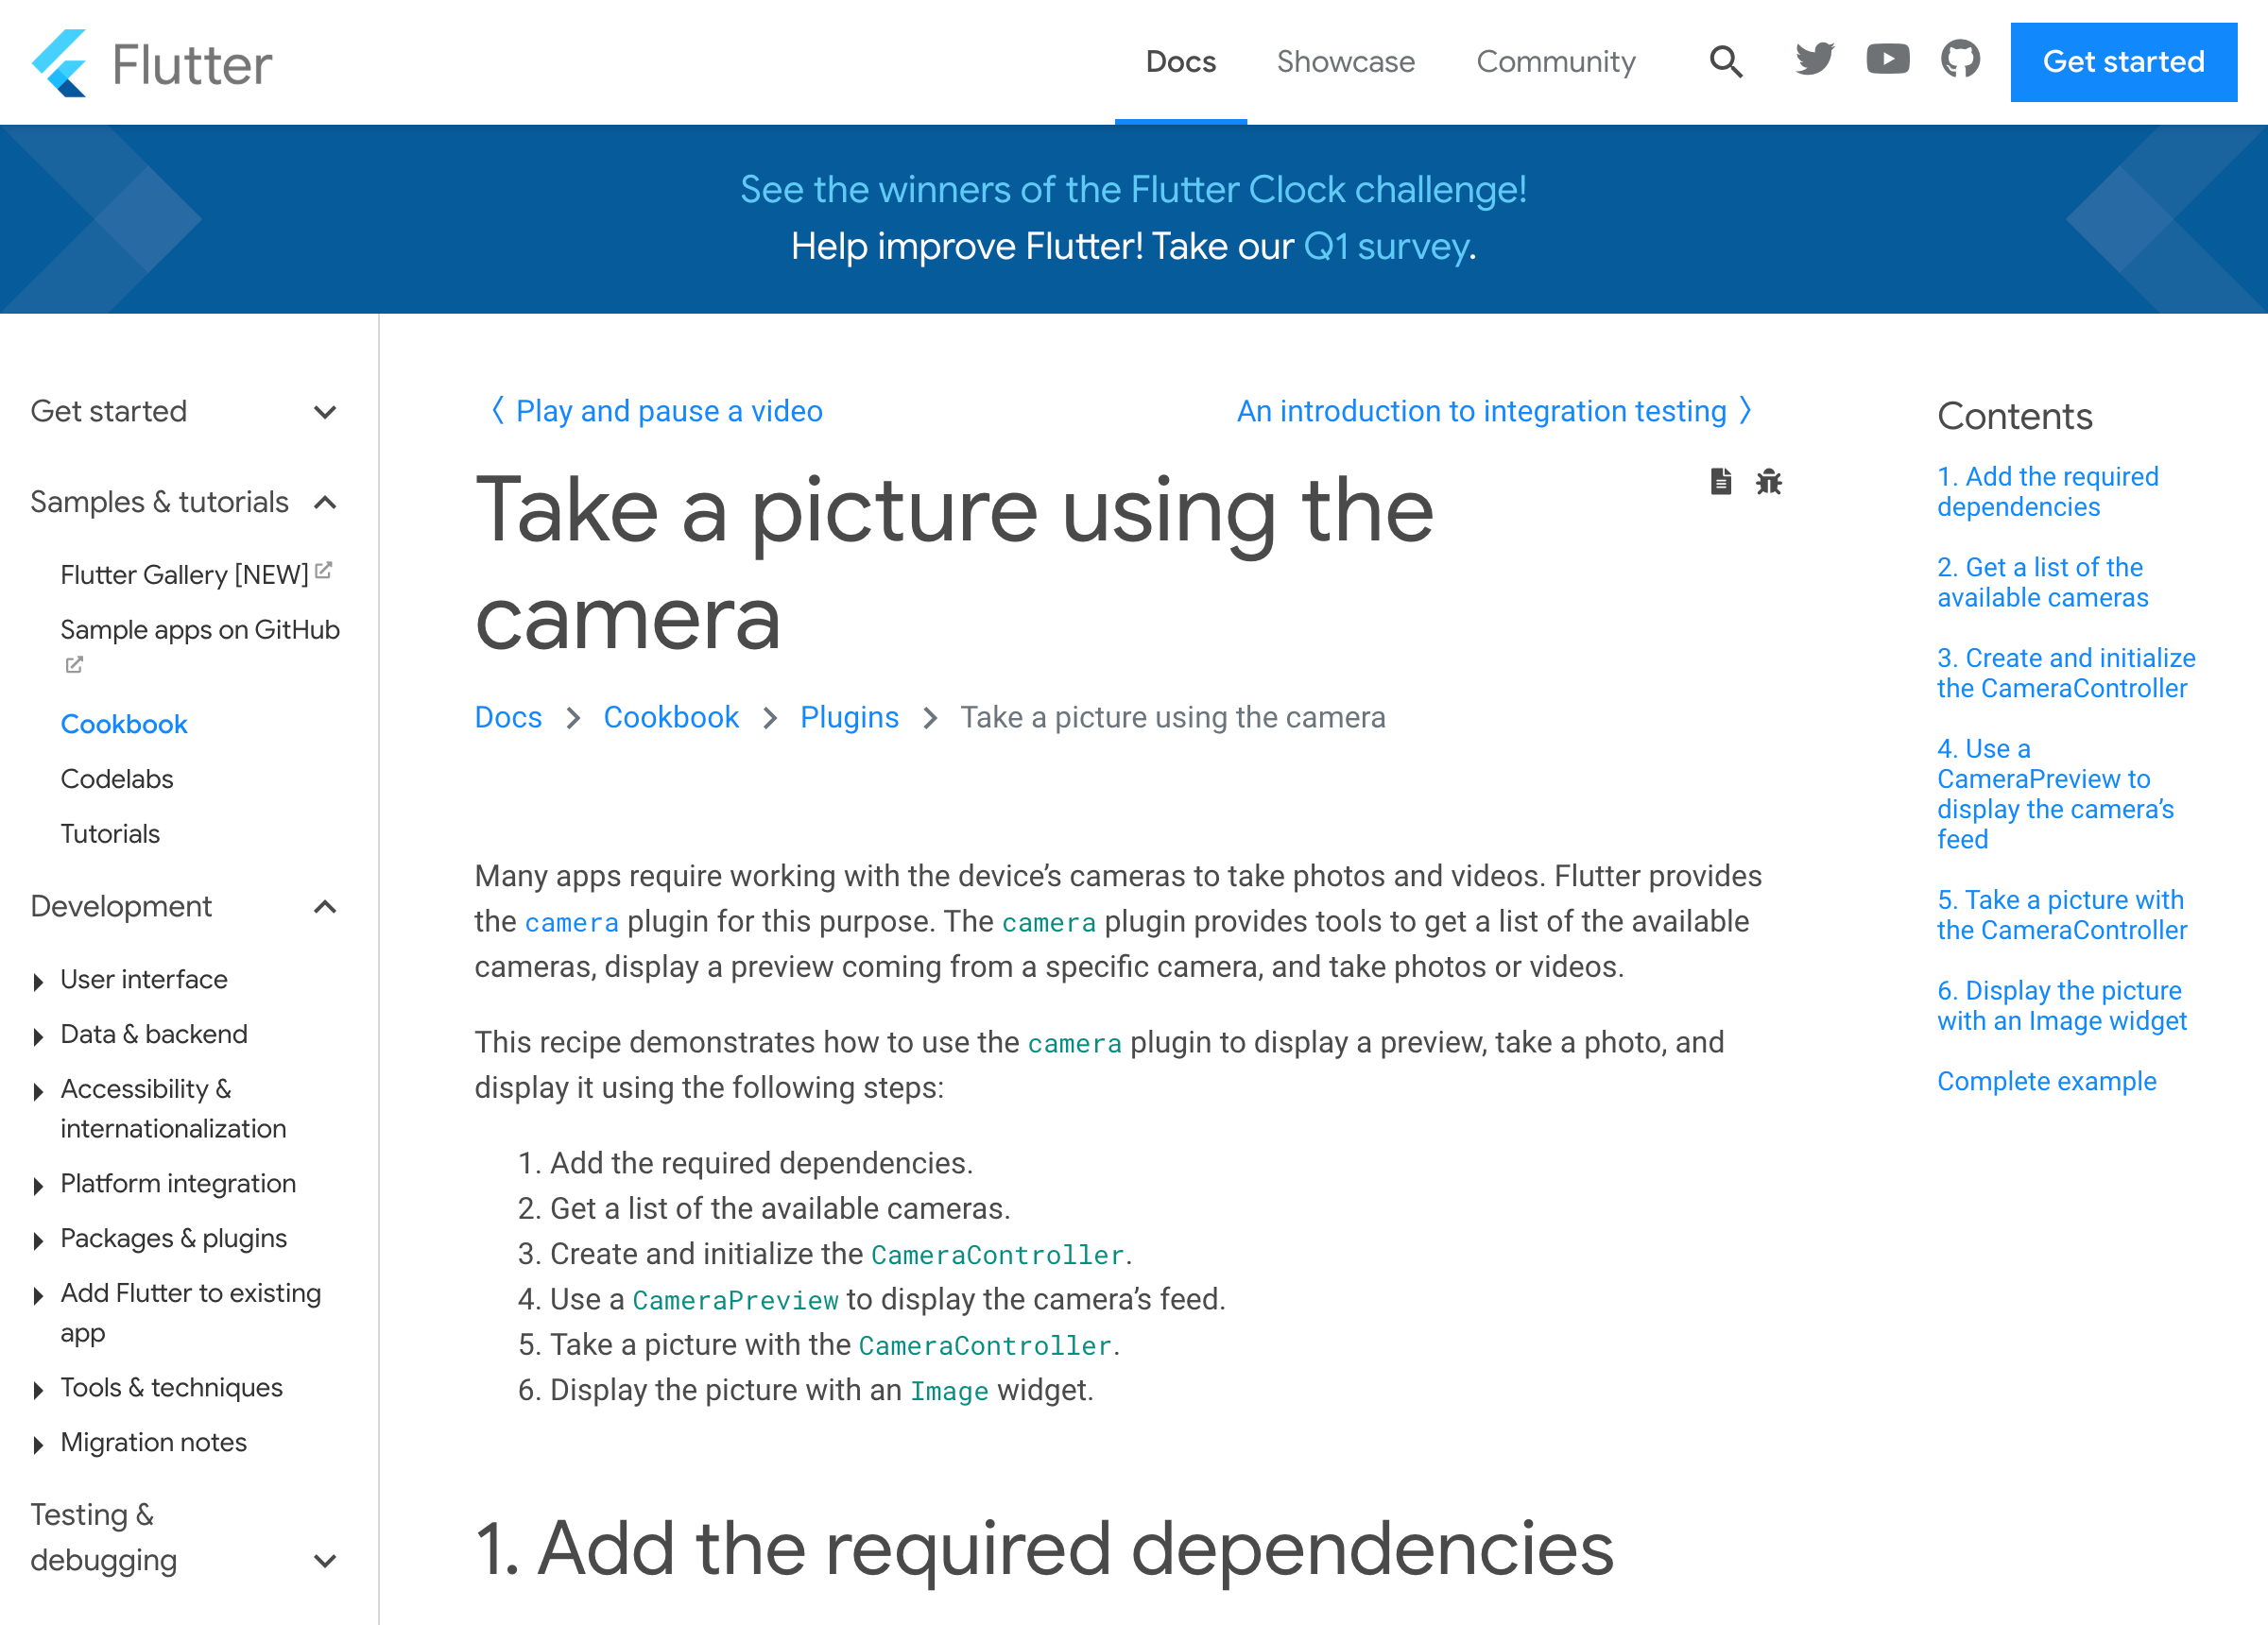 Flutter
Docs
Showcase
Community
Get started
See the winners of the Flutter Clock challenge!
Help improve Flutter! Take our Q1 survey.
Get started
Samples & tutorials
Flutter Gallery [NEW]
Sample apps on GitHub
Cookbook
Codelabs
Tutorials
Development
User interface
Data & backend
Accessibility &
internationalization
Platform integration
Packages & plugins
Add Flutter to existing
app
Tools & techniques
Migration notes
Testing &
debugging
〈 Play and pause a video
An introduction to integration testing 〉
Take a picture using the
camera
Docs > Cookbook > Plugins > Take a picture using the camera
Many apps require working with the device’s cameras to take photos and videos. Flutter provides
the camera plugin for this purpose. The camera plugin provides tools to get a list of the available
cameras, display a preview coming from a specific camera, and take photos or videos.
This recipe demonstrates how to use the camera plugin to display a preview, take a photo, and
display it using the following steps:
1. Add the required dependencies.
2. Get a list of the available cameras.
3. Create and initialize the CameraController.
4. Use a CameraPreview to display the camera’s feed.
5. Take a picture with the CameraController.
6. Display the picture with an Image widget.
1. Add the required dependencies
Contents
1. Add the required
dependencies
2. Get a list of the
available cameras
3. Create and initialize
the CameraController
4. Use a
CameraPreview to
display the camera’s
feed
5. Take a picture with
the CameraController
6. Display the picture
with an Image widget
Complete example